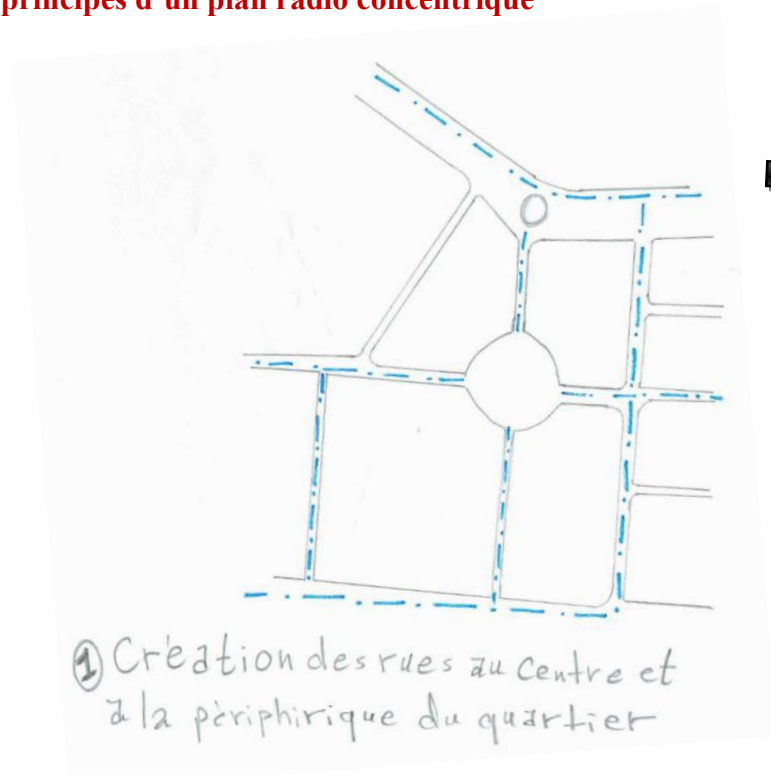 principes d'un plan radio concentrique
① Création des rues au centre et
à la périphirique du quartier